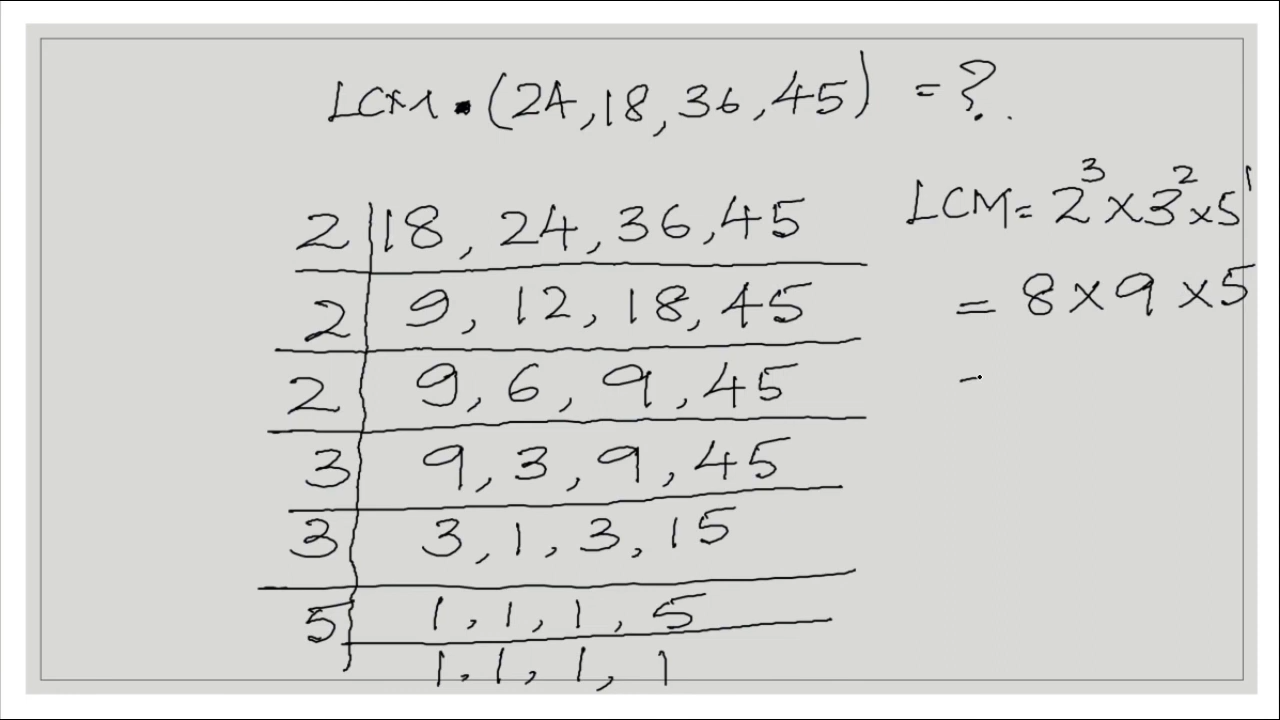 LCM . (24, 18, 36, 45) = ?
2 | 18, 24, 36, 45
2 | 9, 12, 18, 45
2 | 9, 6, 9, 45
3 | 9, 3, 9, 45
3 | 3, 1, 3, 15
5 | 1, 1, 1, 5
1, 1, 1, 1
LCM = 2³ × 3² × 5¹
= 8 × 9 × 5